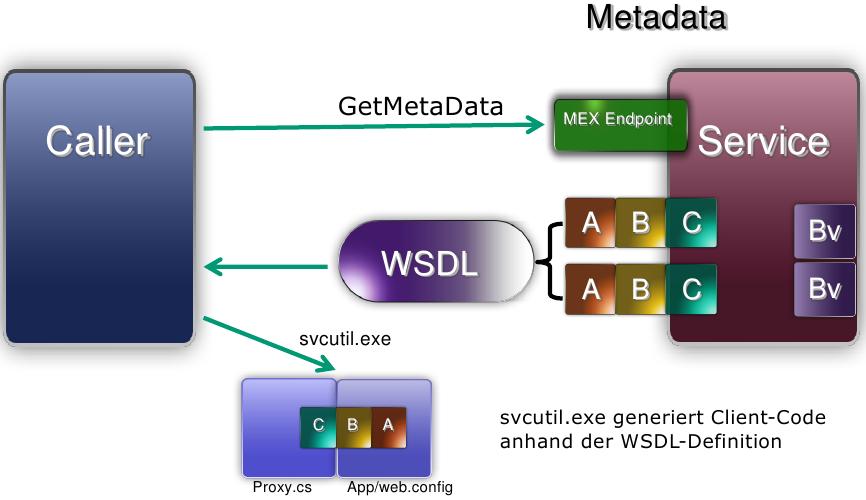 Metadata
GetMetaData
MEX Endpoint
Caller
Service
A B C
Bv
WSDL
A B C
Bv
svcutil.exe
C B A
svcutil.exe generiert Client-Code
anhand der WSDL-Definition
Proxy.cs
App/web.config